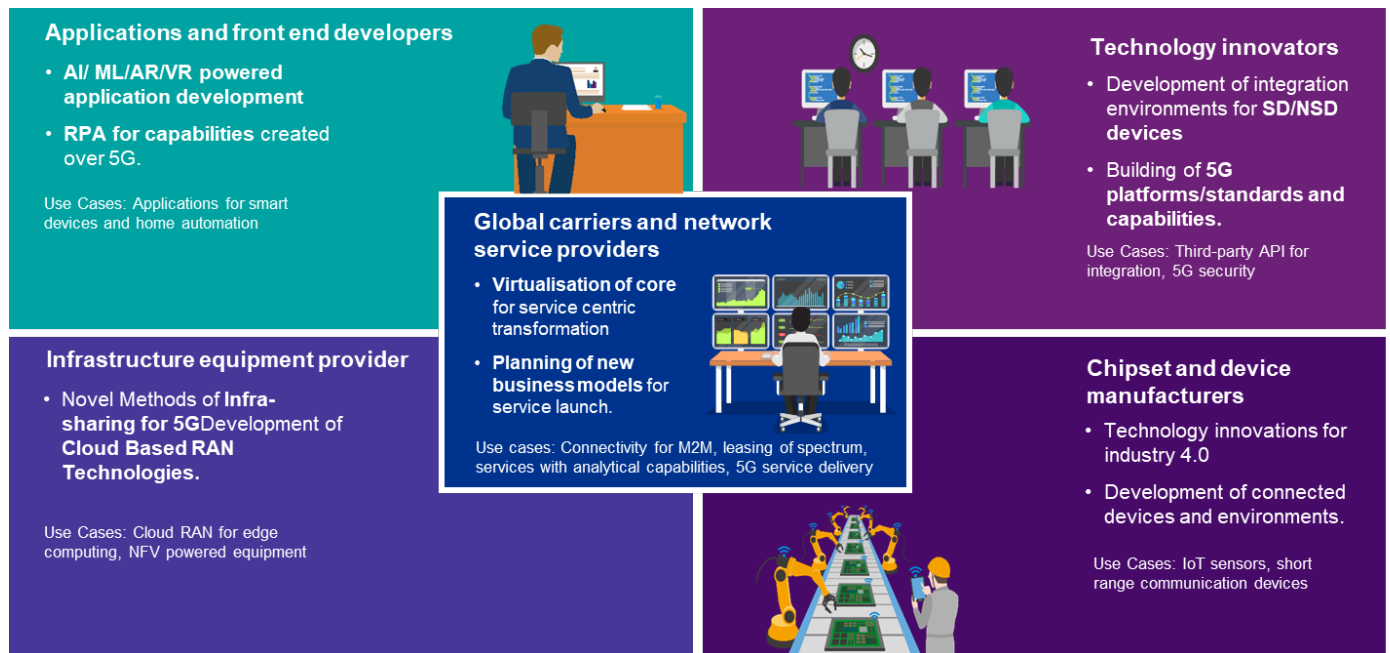 Applications and front end developers
• AI/ ML/AR/VR powered
application development
• RPA for capabilities created
over 5G.
Use Cases: Applications for smart
devices and home automation
Technology innovators
• Development of integration
environments for SD/NSD
devices
• Building of 5G
platforms/standards and
capabilities.
Use Cases: Third-party API for
integration, 5G security
Global carriers and network
service providers
• Virtualisation of core
for service centric
transformation
• Planning of new
business models for
service launch.
Use cases: Connectivity for M2M, leasing of spectrum,
services with analytical capabilities, 5G service delivery
Infrastructure equipment provider
• Novel Methods of Infra-
sharing for 5GDevelopment of
Cloud Based RAN
Technologies.
Use Cases: Cloud RAN for edge
computing, NFV powered equipment
Chipset and device
manufacturers
• Technology innovations for
industry 4.0
• Development of connected
devices and environments.
Use Cases: IoT sensors, short
range communication devices